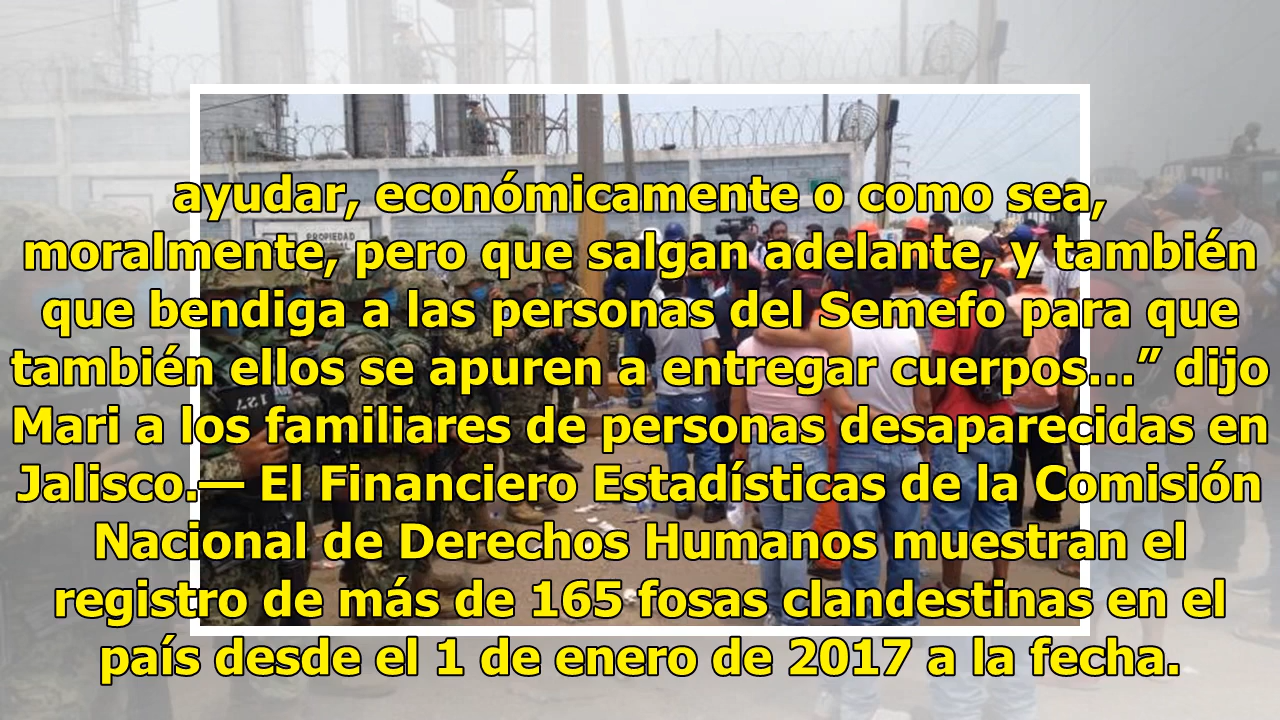 ayudar, económicamente o como sea,
moralmente, pero que salgan adelante, y también
que bendiga a las personas del Semefo para que
también ellos se apuren a entregar cuerpos...” dijo
Mari a los familiares de personas desaparecidas en
Jalisco.— El Financiero Estadísticas de la Comisión
Nacional de Derechos Humanos muestran el
registro de más de 165 fosas clandestinas en el
país desde el 1 de enero de 2017 a la fecha.
PROPIEDAD
127